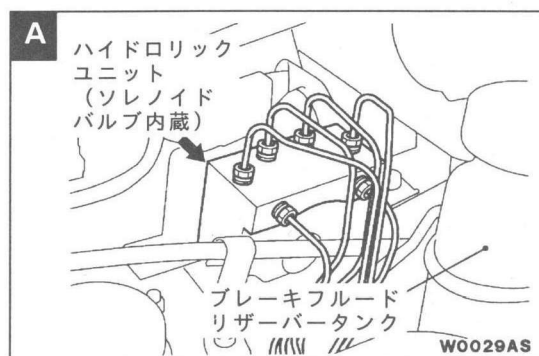 A
ハイドロリック
ユニット
（ソレノイド
バルブ内蔵）
ブレーキフルード
リザーバータンク
W0029AS